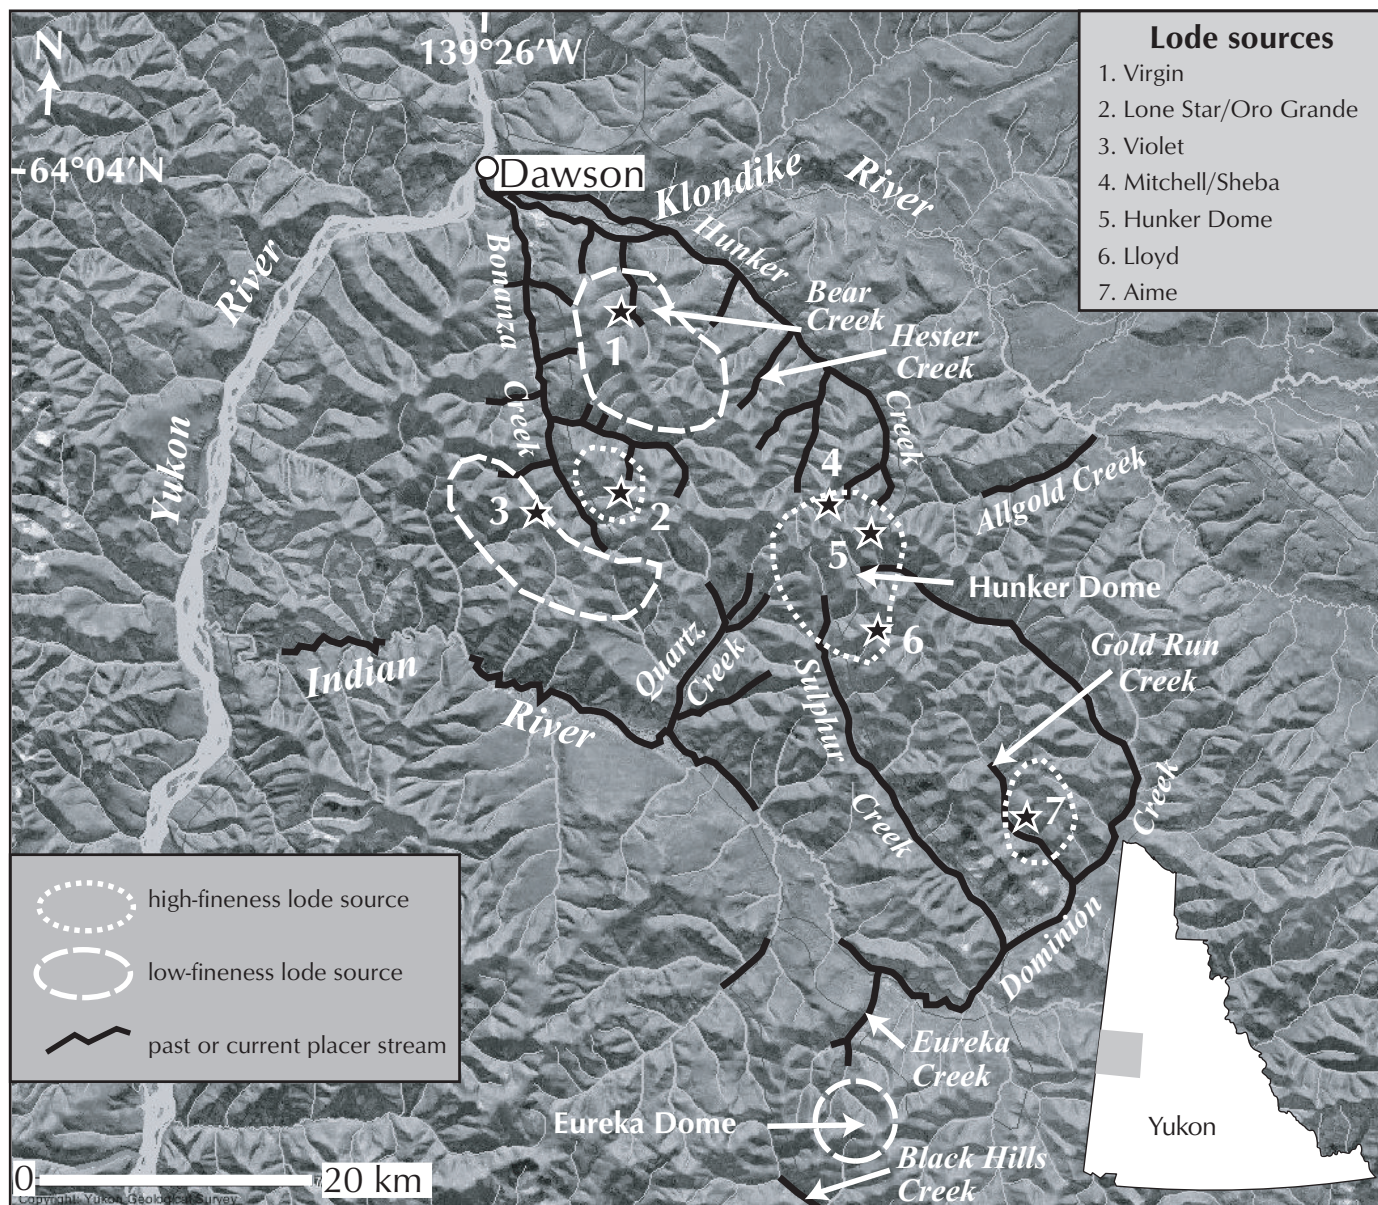 N
139°26′W
64°04′N
Dawson
Klondike
River
Hunker
Creek
Bonanza
Creek
Bear
Creek
Hester
Creek
Yukon
River
Allgold Creek
1
2
3
4
5
6
7
Hunker Dome
Gold Run
Creek
Quartz
Creek
Sulphur
Creek
Indian
River
Dominion
Creek
Eureka
Creek
Eureka Dome
Black Hills
Creek
Lode sources
1. Virgin
2. Lone Star/Oro Grande
3. Violet
4. Mitchell/Sheba
5. Hunker Dome
6. Lloyd
7. Aime
high-fineness lode source
low-fineness lode source
past or current placer stream
0
20 km
Copyright: Yukon Geological Survey
Yukon